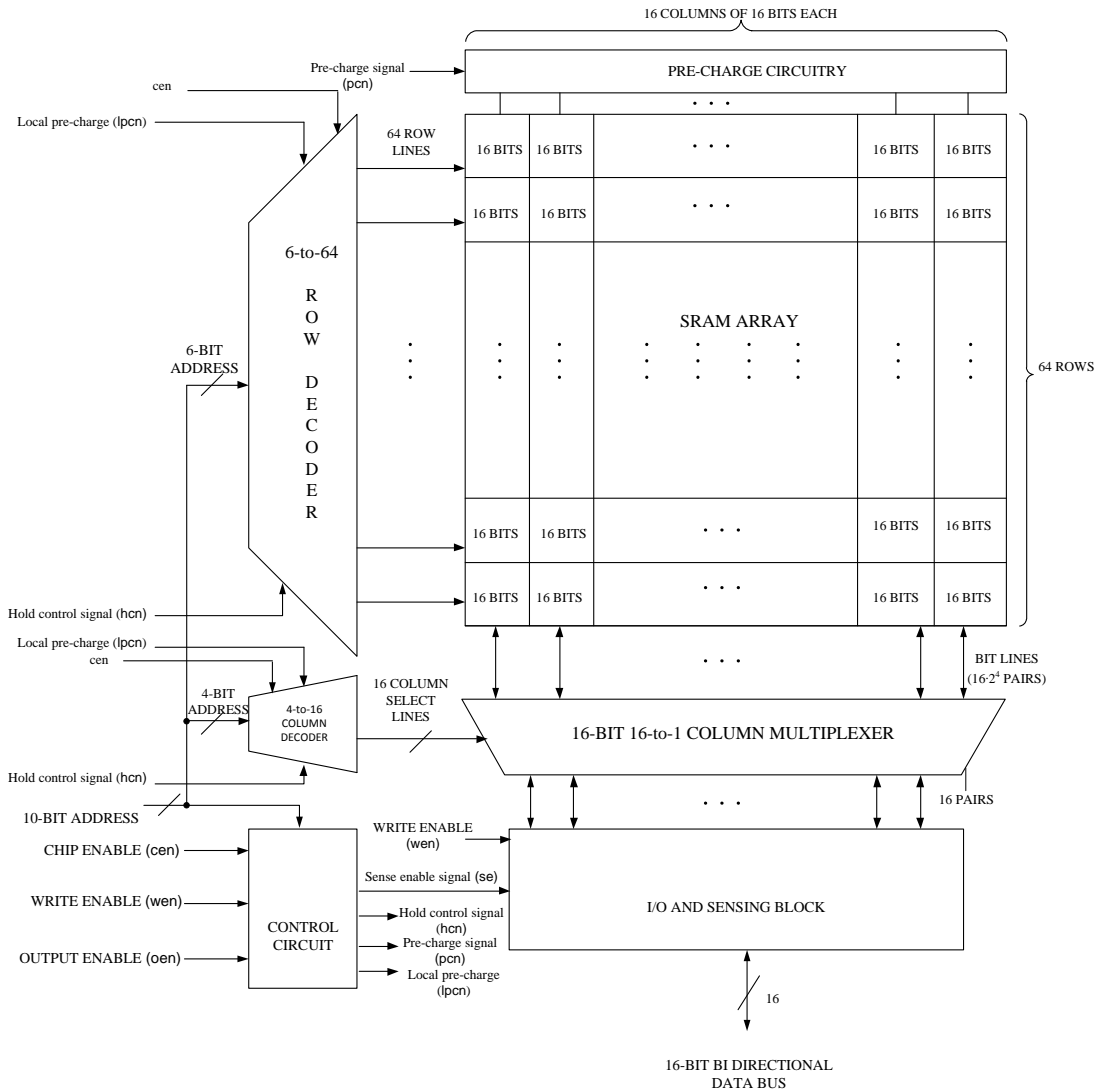 16 COLUMNS OF 16 BITS EACH
Pre-charge signal
(pcn)
PRE-CHARGE CIRCUITRY
cen
Local pre-charge (lpcn)
64 ROW
LINES
16 BITS 16 BITS . . . 16 BITS 16 BITS
16 BITS 16 BITS . . . 16 BITS 16 BITS
6-to-64
R
O
W
D
E
C
O
D
E
R
SRAM ARRAY
6-BIT
ADDRESS
64 ROWS
16 BITS 16 BITS . . . 16 BITS 16 BITS
16 BITS 16 BITS . . . 16 BITS 16 BITS
Hold control signal (hcn)
Local pre-charge (lpcn)
cen
4-BIT
ADDRESS
4-to-16
COLUMN
DECODER
16 COLUMN
SELECT
LINES
BIT LINES
(16·2⁴ PAIRS)
16-BIT 16-to-1 COLUMN MULTIPLEXER
Hold control signal (hcn)
16 PAIRS
10-BIT ADDRESS
CHIP ENABLE (cen)
WRITE ENABLE (wen)
OUTPUT ENABLE (oen)
CONTROL
CIRCUIT
WRITE ENABLE
(wen)
Sense enable signal (se)
Hold control signal
(hcn)
Pre-charge signal
(pcn)
Local pre-charge
(lpcn)
I/O AND SENSING BLOCK
16
16-BIT BI DIRECTIONAL
DATA BUS